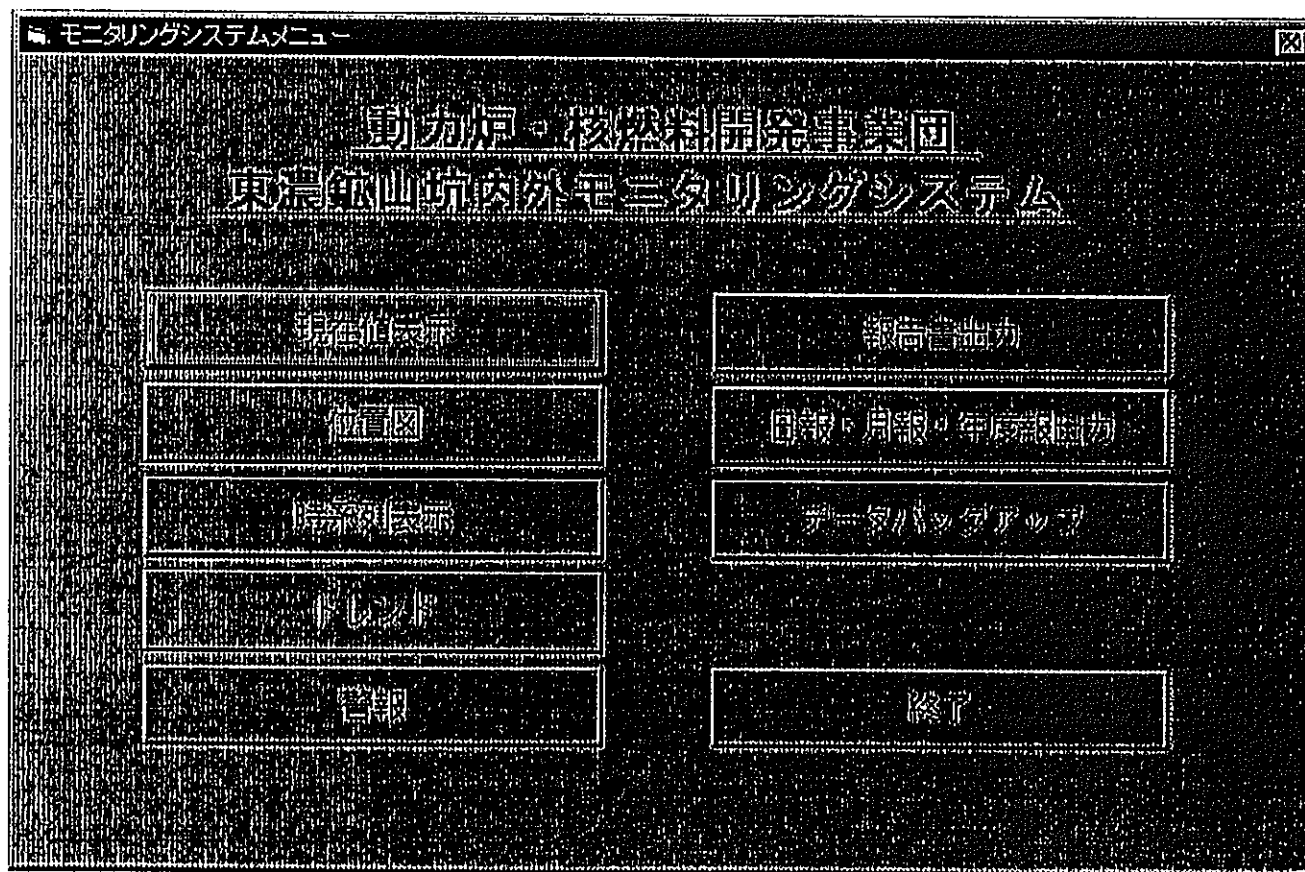 モニタリングシステムメニュー
動力炉・核燃料開発事業団
東濃鉱山坑内外モニタリングシステム
現在値表示
位置図
時系列表示
トレンド
警報
報告書出力
日報・月報・年度報出力
データバックアップ
終了